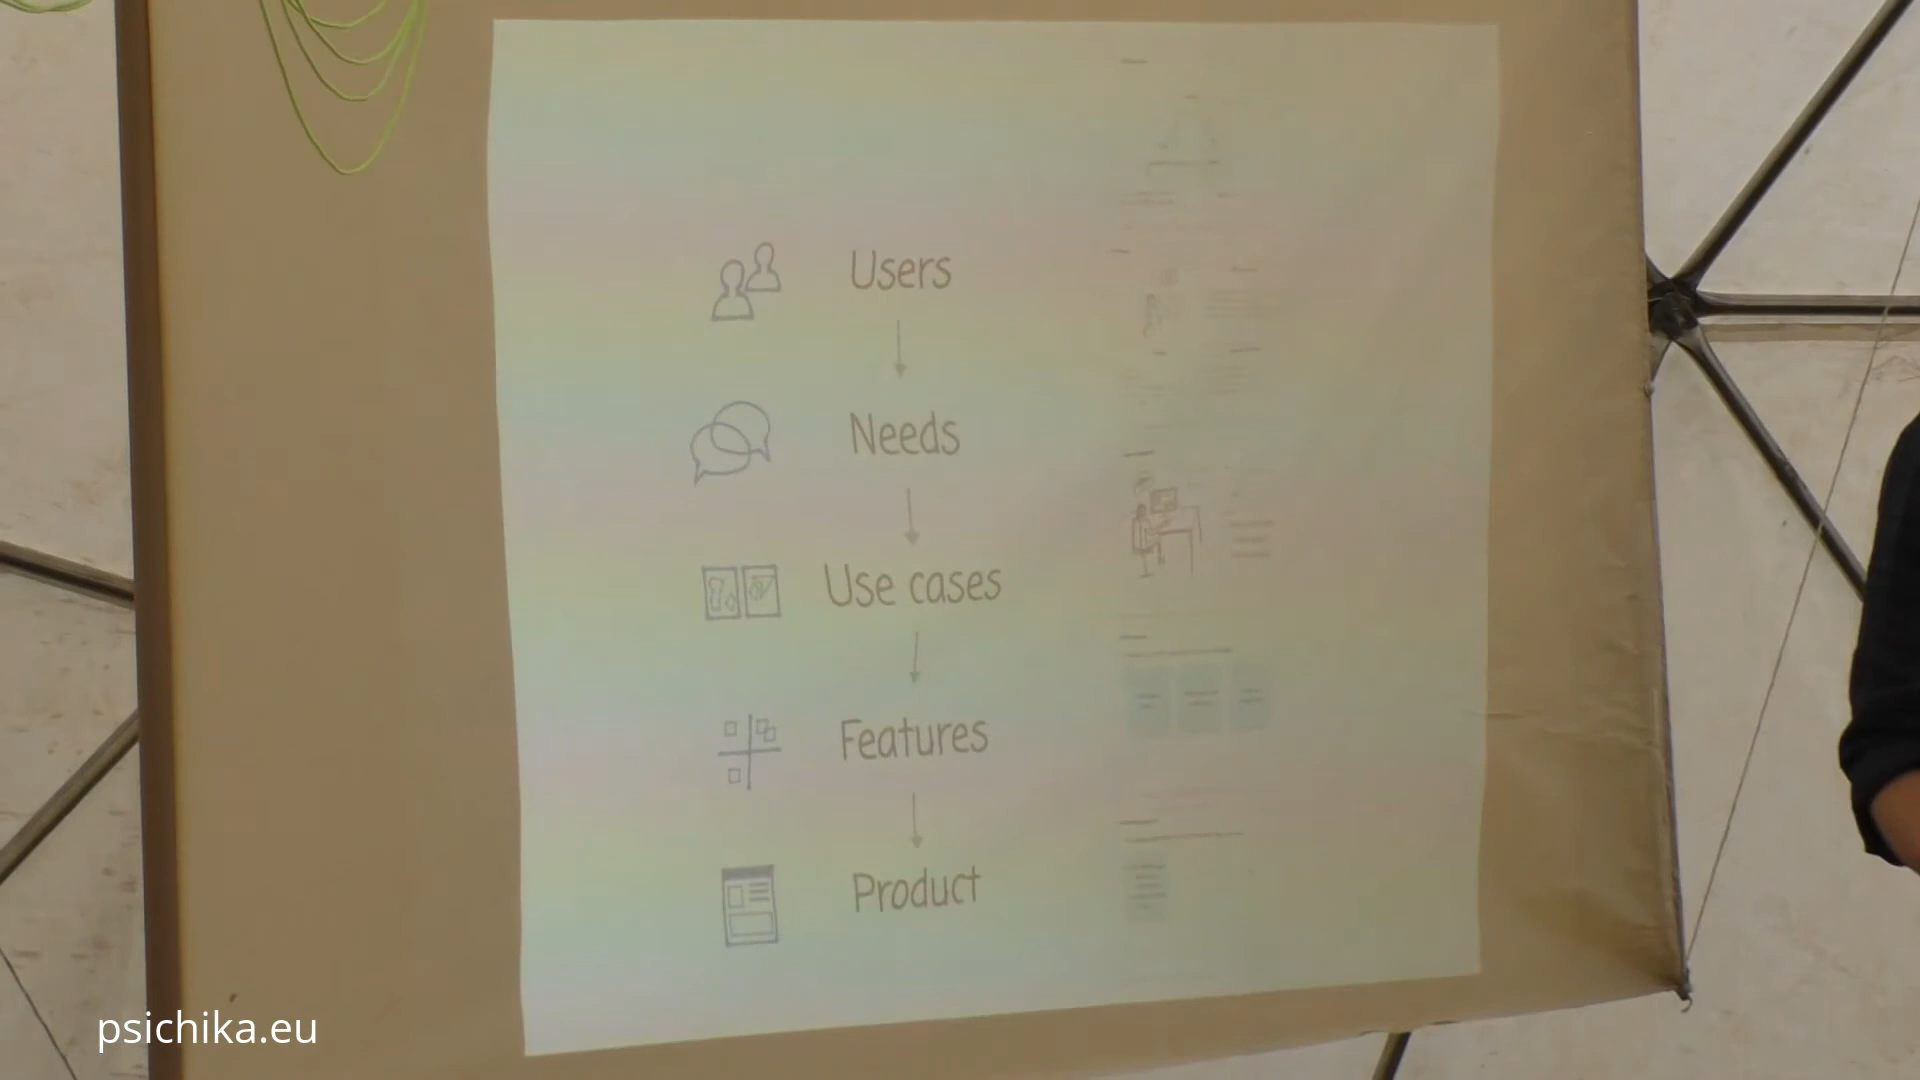 Users
Needs
Use cases
Features
Product
psichika.eu